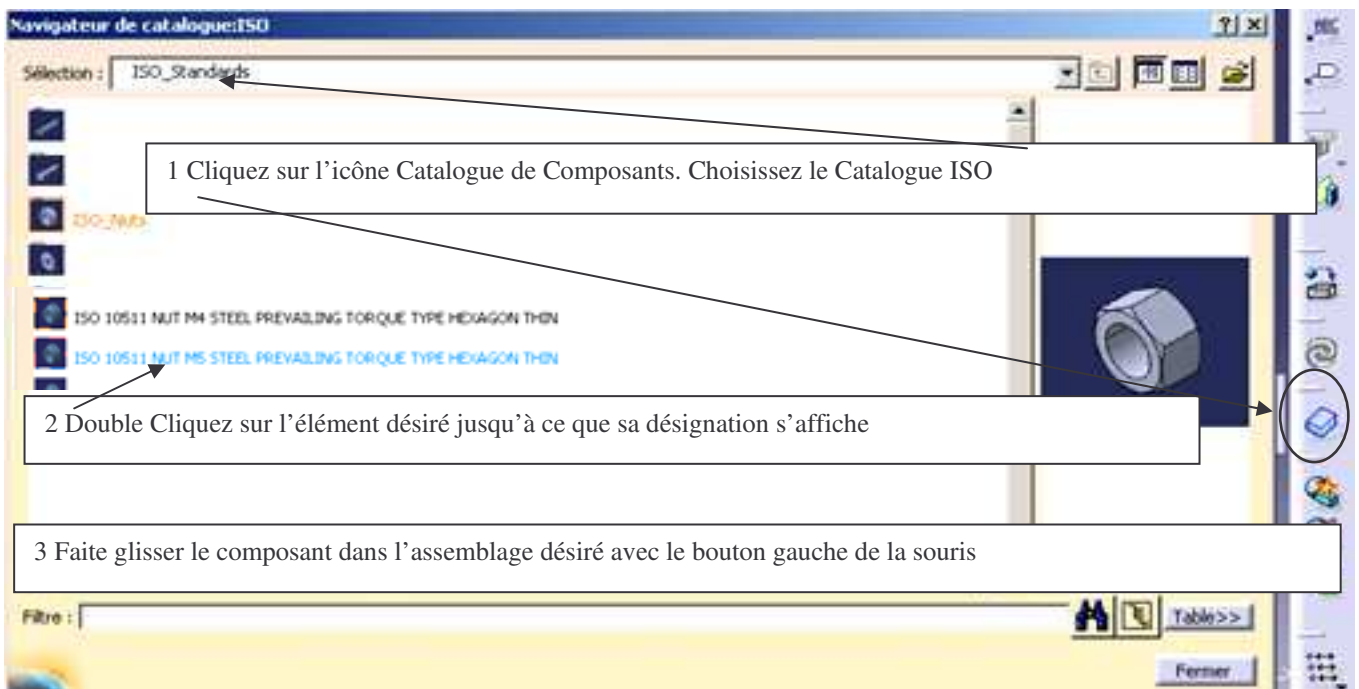 Navigateur de catalogue:ISO
Sélection : ISO_Standards
1 Cliquez sur l’icône Catalogue de Composants. Choisissez le Catalogue ISO
ISO_Nuts
ISO 10511 NUT M4 STEEL PREVAILING TORQUE TYPE HEXAGON THIN
ISO 10511 NUT M5 STEEL PREVAILING TORQUE TYPE HEXAGON THIN
2 Double Cliquez sur l’élément désiré jusqu’à ce que sa désignation s’affiche
3 Faite glisser le composant dans l’assemblage désiré avec le bouton gauche de la souris
Filtre :
Table>>
Fermer